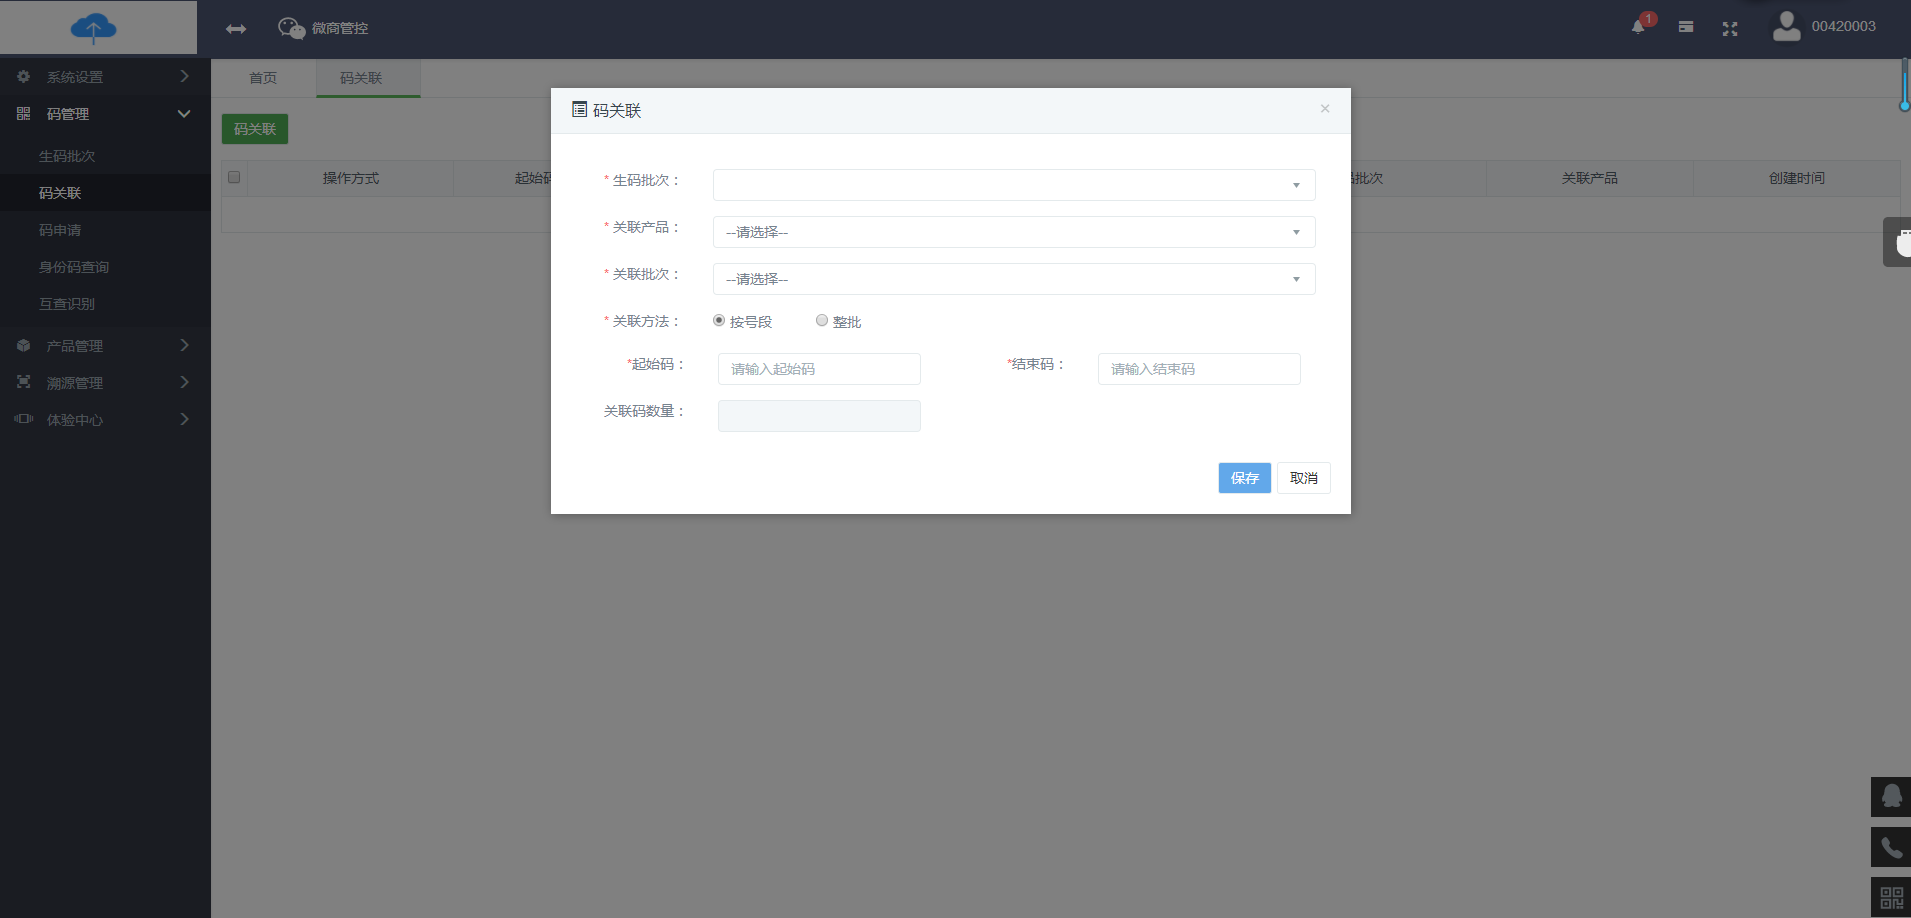 微商管控
1
00420003
系统设置
码管理
生码批次
码关联
码申请
身份码查询
互查识别
产品管理
溯源管理
体验中心
首页
码关联
码关联
操作方式
起始码
批次
关联产品
创建时间
码关联
×
* 生码批次：
* 关联产品：
--请选择--
* 关联批次：
--请选择--
* 关联方法：
按号段
整批
*起始码：
请输入起始码
*结束码：
请输入结束码
关联码数量：
保存
取消